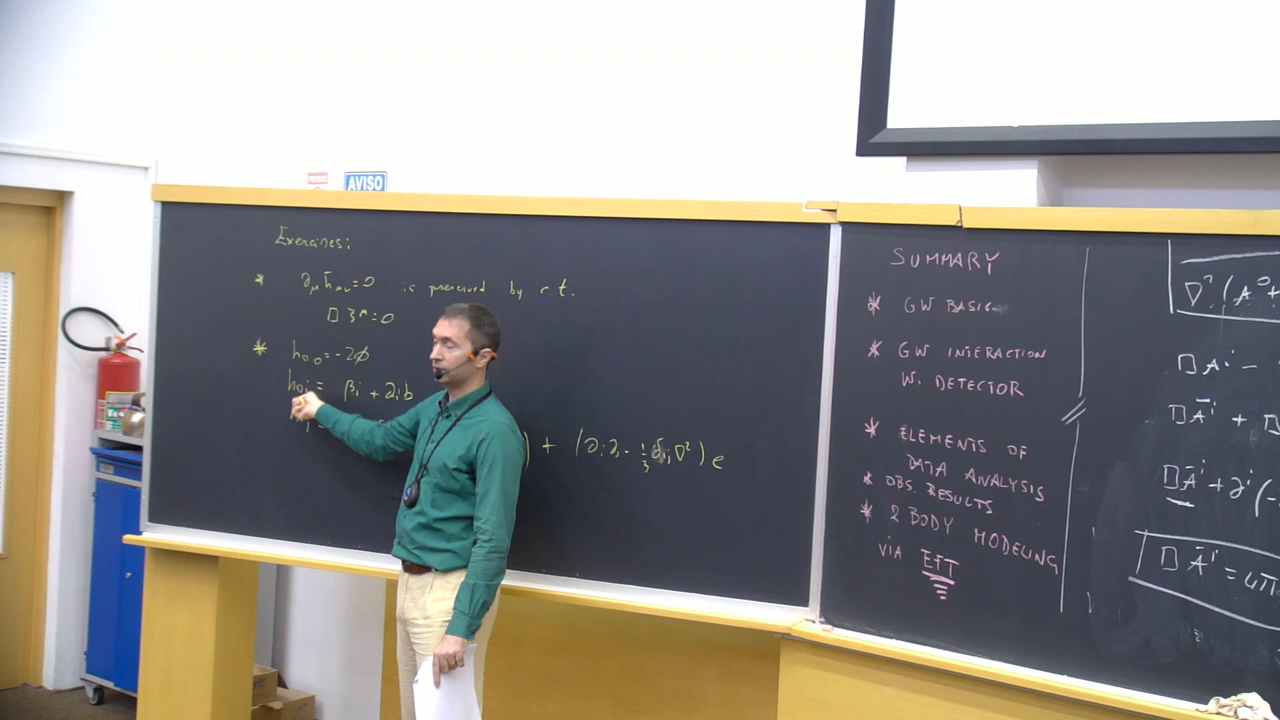 AVISO
Exercises:
* ∂μ h̄μν=0 is preserved by r t.
□ ξ^μ=0
* h00=-2φ
h0i= βi + ∂ib
) + (∂i∂j - 1/3 δij ∇²) e
SUMMARY
* GW BASIC
* GW INTERACTION
W. DETECTOR
* ELEMENTS OF
DATA ANALYSIS
* OBS. RESULTS
* 2 BODY MODELING
VIA EFT
∇²(A⁰+
□A^i -
□Ā^i + □
□Ā^i + ∂^i(-
□Ā^i = 4π